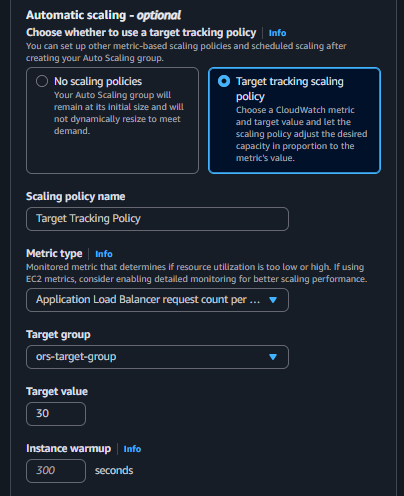 Automatic scaling - optional
Choose whether to use a target tracking policy | Info
You can set up other metric-based scaling policies and scheduled scaling after
creating your Auto Scaling group.
No scaling policies
Your Auto Scaling group will
remain at its initial size and will
not dynamically resize to meet
demand.
Target tracking scaling
policy
Choose a CloudWatch metric
and target value and let the
scaling policy adjust the desired
capacity in proportion to the
metric's value.
Scaling policy name
Target Tracking Policy
Metric type | Info
Monitored metric that determines if resource utilization is too low or high. If using
EC2 metrics, consider enabling detailed monitoring for better scaling performance.
Application Load Balancer request count per ...
Target group
ors-target-group
Target value
30
Instance warmup | Info
300 seconds